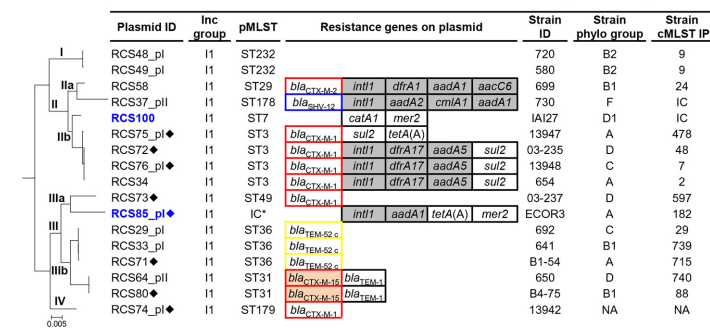 Plasmid ID Inc group pMLST Resistance genes on plasmid Strain ID Strain phylo group Strain cMLST IP
I RCS48_pI I1 ST232 720 B2 9
RCS49_pI I1 ST232 580 B2 9
IIa RCS58 I1 ST29 blaCTX-M-2 intI1 dfrA1 aadA1 aacC6 699 B1 24
II RCS37_pII I1 ST178 blaSHV-12 intI1 aadA2 cmlA1 aadA1 730 F IC
RCS100 I1 ST7 catA1 mer2 IAI27 D1 IC
IIb RCS75_pI◆ I1 ST3 blaCTX-M-1 sul2 tetA(A) 13947 A 478
RCS72◆ I1 ST3 blaCTX-M-1 intI1 dfrA17 aadA5 sul2 03-235 D 48
RCS76_pI◆ I1 ST3 blaCTX-M-1 intI1 dfrA17 aadA5 sul2 13948 C 7
RCS34 I1 ST3 blaCTX-M-1 intI1 dfrA17 aadA5 sul2 654 A 2
IIIa RCS73◆ I1 ST49 blaCTX-M-1 03-237 D 597
RCS85_pI◆ I1 IC* intI1 aadA1 tetA(A) mer2 ECOR3 A 182
III RCS29_pI I1 ST36 blaTEM-52 c 692 C 29
RCS33_pI I1 ST36 blaTEM-52 c 641 B1 739
RCS71◆ I1 ST36 blaTEM-52 c B1-54 A 715
IIIb RCS64_pII I1 ST31 blaCTX-M-15 blaTEM-1 650 D 740
RCS80◆ I1 ST31 blaCTX-M-15 blaTEM-1 B4-75 B1 88
IV RCS74_pI◆ I1 ST179 blaCTX-M-1 13942 NA NA
0.005